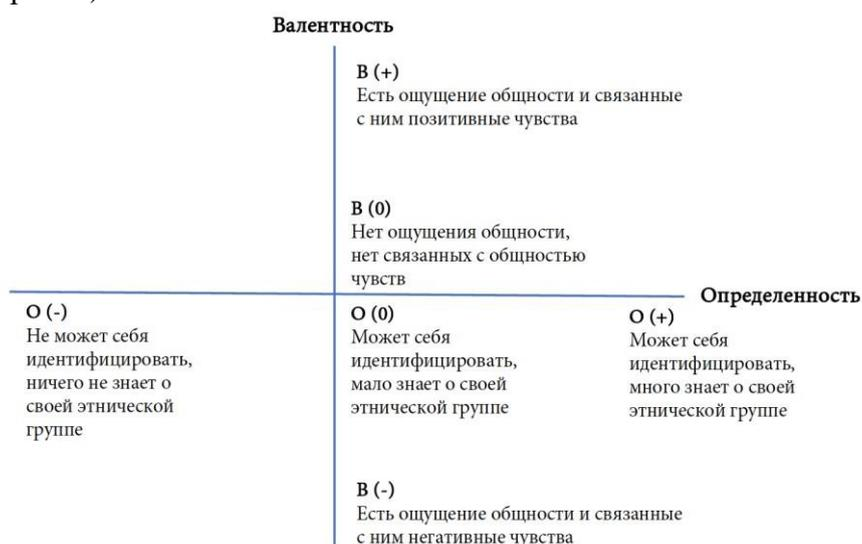 Валентность
В (+)
Есть ощущение общности и связанные
с ним позитивные чувства
В (0)
Нет ощущения общности,
нет связанных с общностью
чувств
Определенность
О (-)
Не может себя
идентифицировать,
ничего не знает о
своей этнической
группе
О (0)
Может себя
идентифицировать,
мало знает о своей
этнической группе
О (+)
Может себя
идентифицировать,
много знает о своей
этнической группе
В (-)
Есть ощущение общности и связанные
с ним негативные чувства